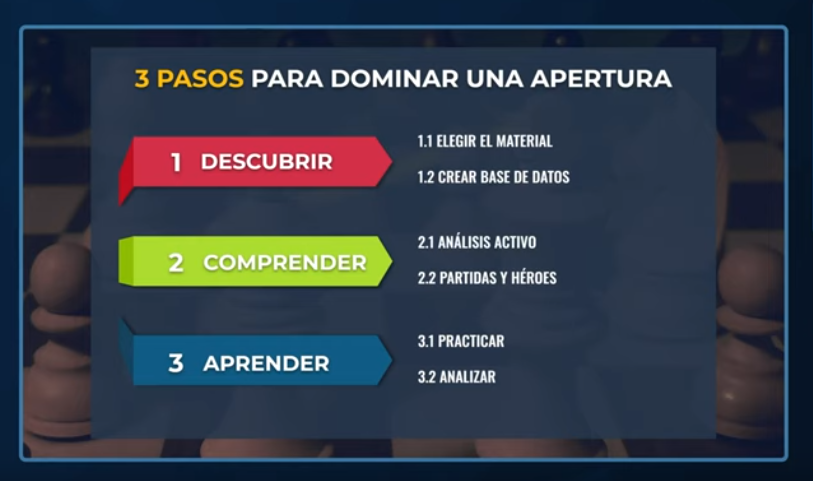 3 PASOS PARA DOMINAR UNA APERTURA
1 DESCUBRIR
1.1 ELEGIR EL MATERIAL
1.2 CREAR BASE DE DATOS
2 COMPRENDER
2.1 ANÁLISIS ACTIVO
2.2 PARTIDAS Y HÉROES
3 APRENDER
3.1 PRACTICAR
3.2 ANALIZAR